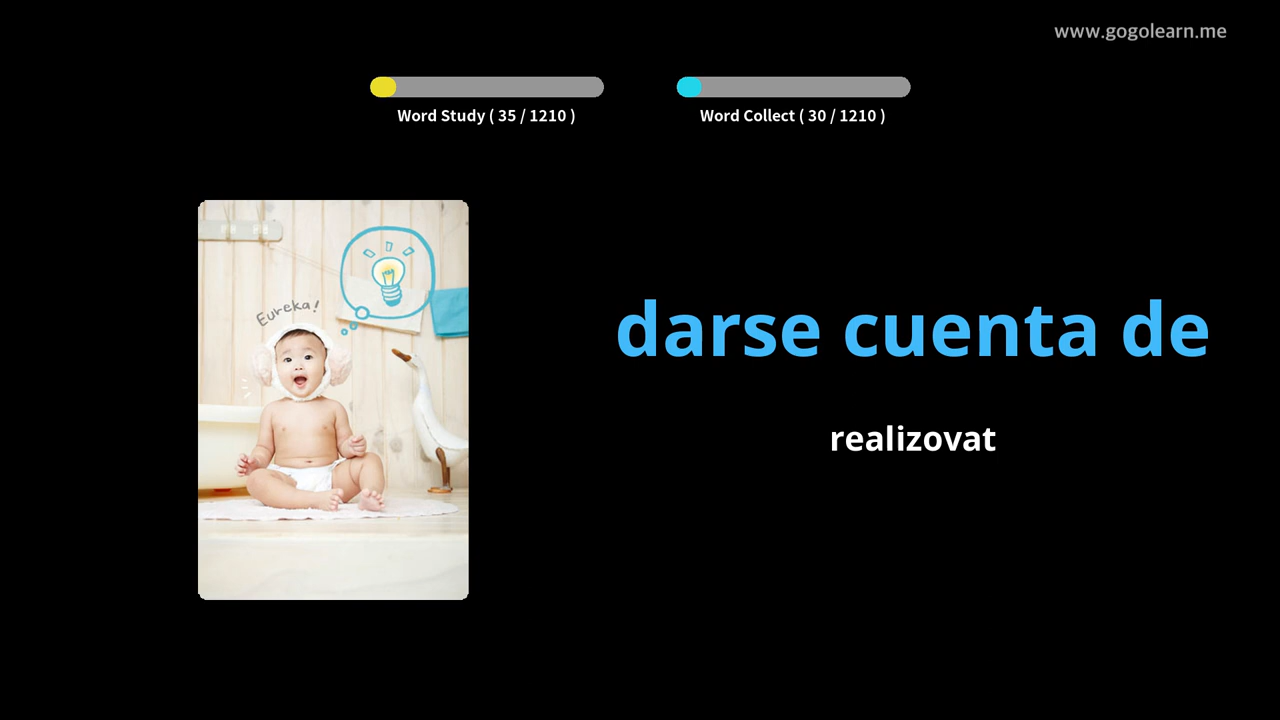 www.gogolearn.me
Word Study ( 35 / 1210 )
Word Collect ( 30 / 1210 )
Eureka!
darse cuenta de
realizovat